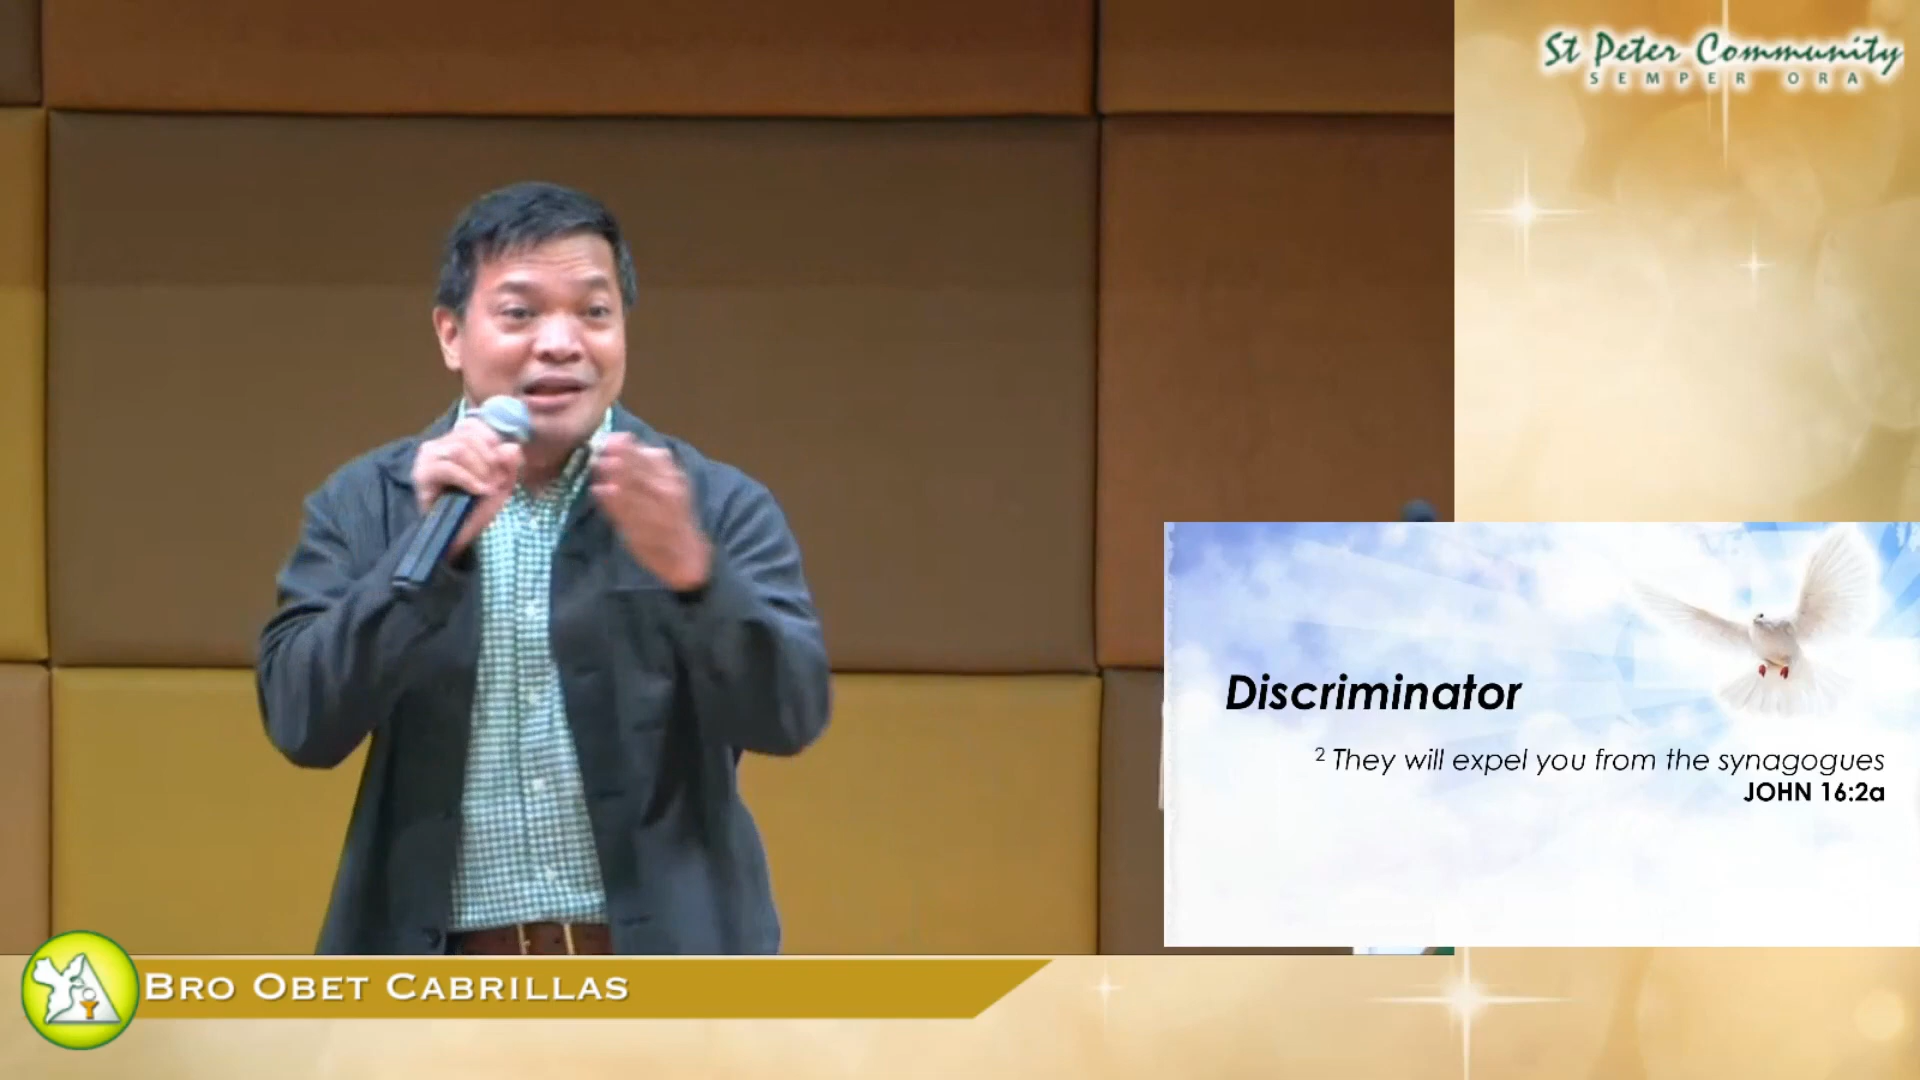 St Peter Community
SEMPER ORA
Discriminator
2 They will expel you from the synagogues
JOHN 16:2a
BRO OBET CABRILLAS